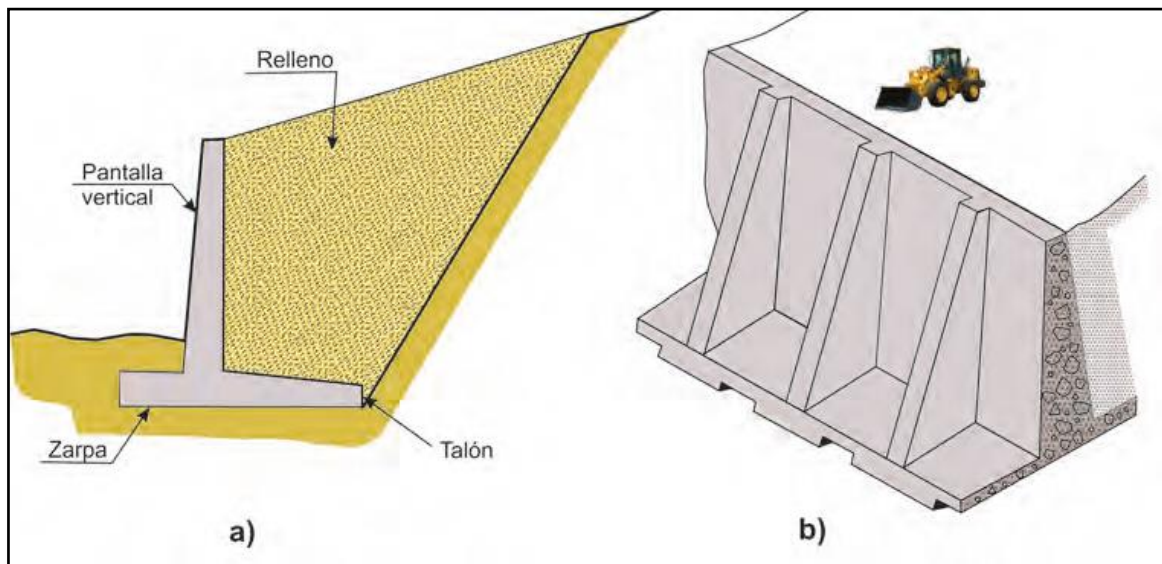 Relleno
Pantalla
vertical
Zarpa
Talón
a)
b)